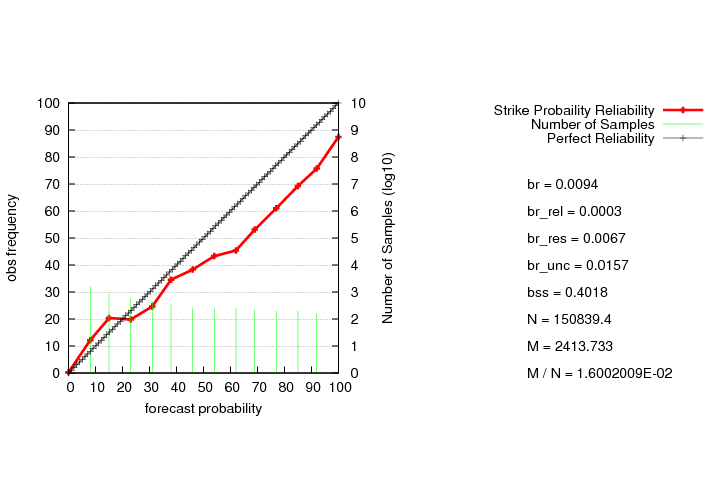 Strike Probaility Reliability
Number of Samples
Perfect Reliability
100
90
80
70
60
50
40
30
20
10
0
obs frequency
10
9
8
7
6
5
4
3
2
1
0
Number of Samples (log10)
0 10 20 30 40 50 60 70 80 90 100
forecast probability
br = 0.0094
br_rel = 0.0003
br_res = 0.0067
br_unc = 0.0157
bss = 0.4018
N = 150839.4
M = 2413.733
M / N = 1.6002009E-02